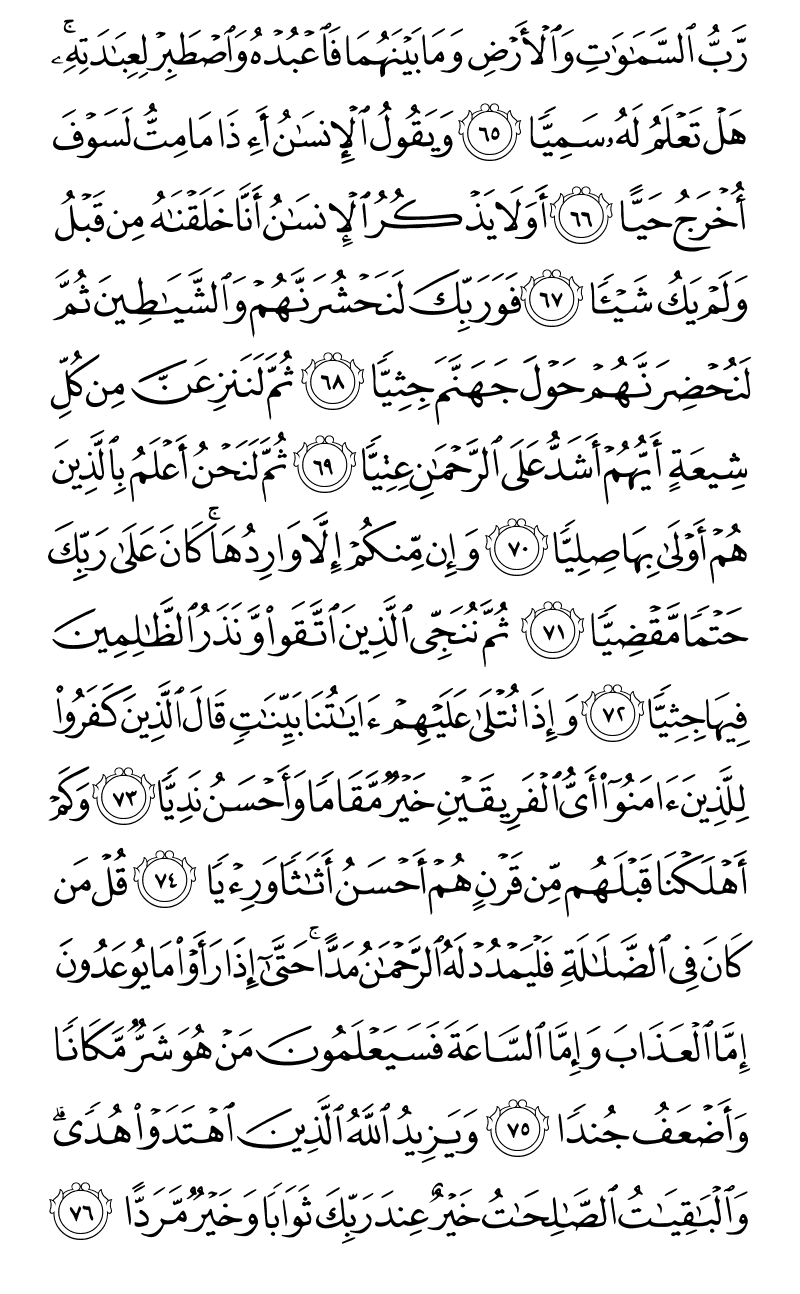 رَّبُّ ٱلسَّمَٰوَٰتِ وَٱلْأَرْضِ وَمَا بَيْنَهُمَا فَٱعْبُدْهُ وَٱصْطَبِرْ لِعِبَٰدَتِهِۦۚ
هَلْ تَعْلَمُ لَهُۥ سَمِيًّا ٦٥ وَيَقُولُ ٱلْإِنسَٰنُ أَءِذَا مَا مِتُّ لَسَوْفَ
أُخْرَجُ حَيًّا ٦٦ أَوَلَا يَذْكُرُ ٱلْإِنسَٰنُ أَنَّا خَلَقْنَٰهُ مِن قَبْلُ
وَلَمْ يَكُ شَيْـًٔا ٦٧ فَوَرَبِّكَ لَنَحْشُرَنَّهُمْ وَٱلشَّيَٰطِينَ ثُمَّ
لَنُحْضِرَنَّهُمْ حَوْلَ جَهَنَّمَ جِثِيًّا ٦٨ ثُمَّ لَنَنزِعَنَّ مِن كُلِّ
شِيعَةٍ أَيُّهُمْ أَشَدُّ عَلَى ٱلرَّحْمَٰنِ عِتِيًّا ٦٩ ثُمَّ لَنَحْنُ أَعْلَمُ بِٱلَّذِينَ
هُمْ أَوْلَىٰ بِهَا صِلِيًّا ٧٠ وَإِن مِّنكُمْ إِلَّا وَارِدُهَاۚ كَانَ عَلَىٰ رَبِّكَ
حَتْمًا مَّقْضِيًّا ٧١ ثُمَّ نُنَجِّى ٱلَّذِينَ ٱتَّقَوا۟ وَّنَذَرُ ٱلظَّٰلِمِينَ
فِيهَا جِثِيًّا ٧٢ وَإِذَا تُتْلَىٰ عَلَيْهِمْ ءَايَٰتُنَا بَيِّنَٰتٍ قَالَ ٱلَّذِينَ كَفَرُوا۟
لِلَّذِينَ ءَامَنُوٓا۟ أَىُّ ٱلْفَرِيقَيْنِ خَيْرٌ مَّقَامًا وَأَحْسَنُ نَدِيًّا ٧٣ وَكَمْ
أَهْلَكْنَا قَبْلَهُم مِّن قَرْنٍ هُمْ أَحْسَنُ أَثَٰثًا وَرِءْيًا ٧٤ قُلْ مَن
كَانَ فِى ٱلضَّلَٰلَةِ فَلْيَمْدُدْ لَهُ ٱلرَّحْمَٰنُ مَدًّاۚ حَتَّىٰٓ إِذَا رَأَوْا۟ مَا يُوعَدُونَ
إِمَّا ٱلْعَذَابَ وَإِمَّا ٱلسَّاعَةَ فَسَيَعْلَمُونَ مَنْ هُوَ شَرٌّ مَّكَانًا
وَأَضْعَفُ جُندًا ٧٥ وَيَزِيدُ ٱللَّهُ ٱلَّذِينَ ٱهْتَدَوْا۟ هُدًىۗ
وَٱلْبَٰقِيَٰتُ ٱلصَّٰلِحَٰتُ خَيْرٌ عِندَ رَبِّكَ ثَوَابًا وَخَيْرٌ مَّرَدًّا ٧٦